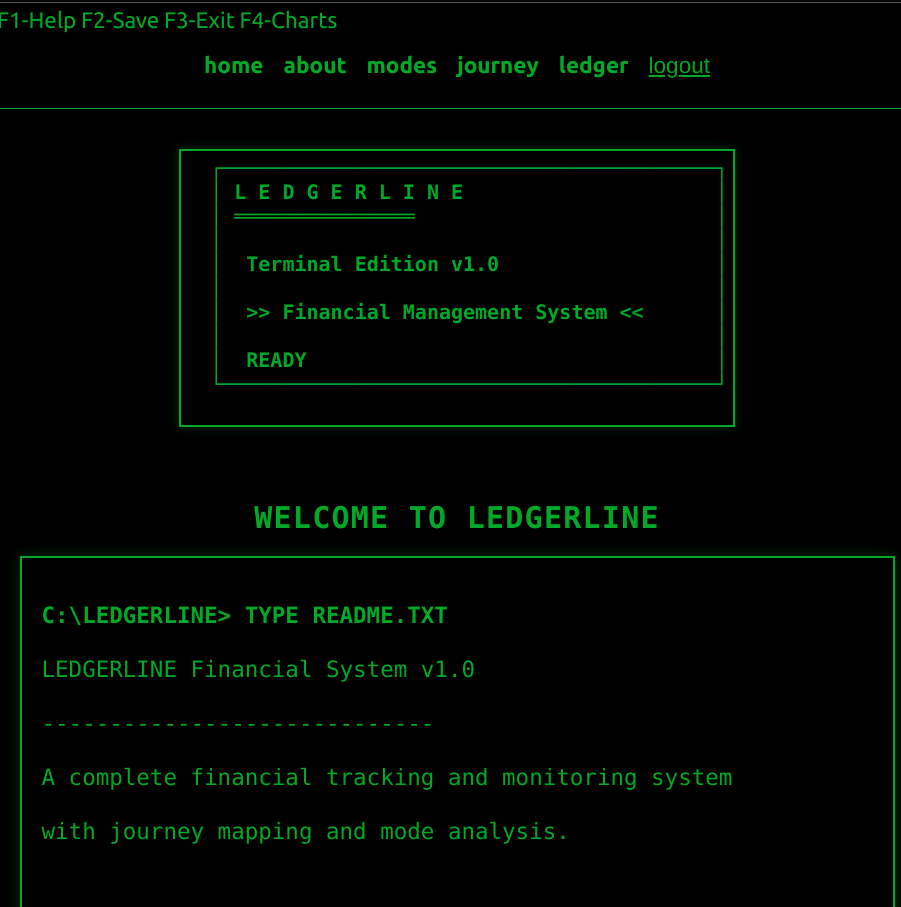 F1-Help F2-Save F3-Exit F4-Charts
home about modes journey ledger logout
L E D G E R L I N E
═══════════════
Terminal Edition v1.0
>> Financial Management System <<
READY
WELCOME TO LEDGERLINE
C:\LEDGERLINE> TYPE README.TXT
LEDGERLINE Financial System v1.0
-----------------------------
A complete financial tracking and monitoring system
with journey mapping and mode analysis.